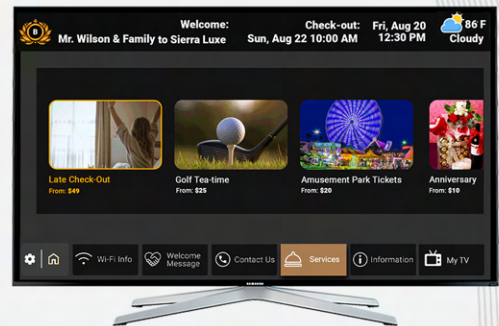 B
Welcome:
Mr. Wilson & Family to Sierra Luxe
Check-out:
Sun, Aug 22 10:00 AM
Fri, Aug 20
12:30 PM
86 F
Cloudy
Late Check-Out
From: $49
Golf Tea-time
From: $25
Amusement Park Tickets
From: $20
Anniversary
From: $10
Wi-Fi Info
Welcome
Message
Contact Us
Services
Information
My TV
SAMSUNG